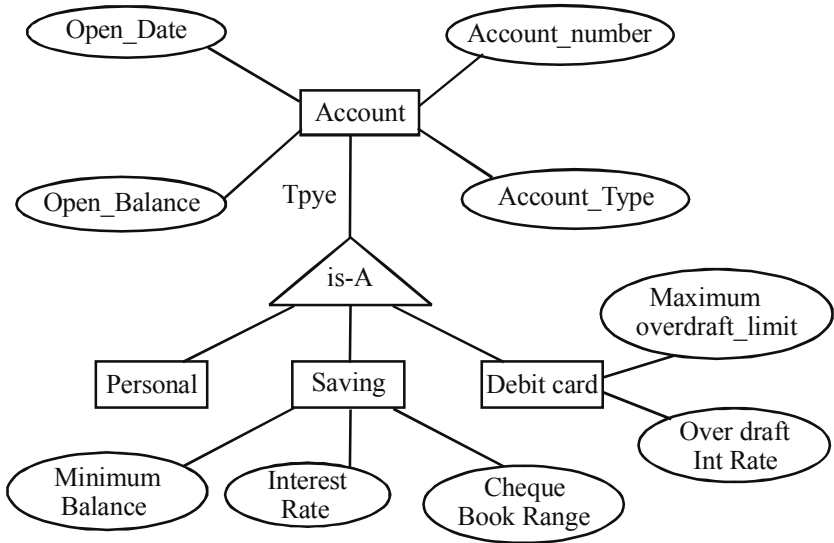 Open_Date
Account_number
Account
Open_Balance
Tpye
Account_Type
is-A
Maximum
overdraft_limit
Personal
Saving
Debit card
Over draft
Int Rate
Minimum
Balance
Interest
Rate
Cheque
Book Range